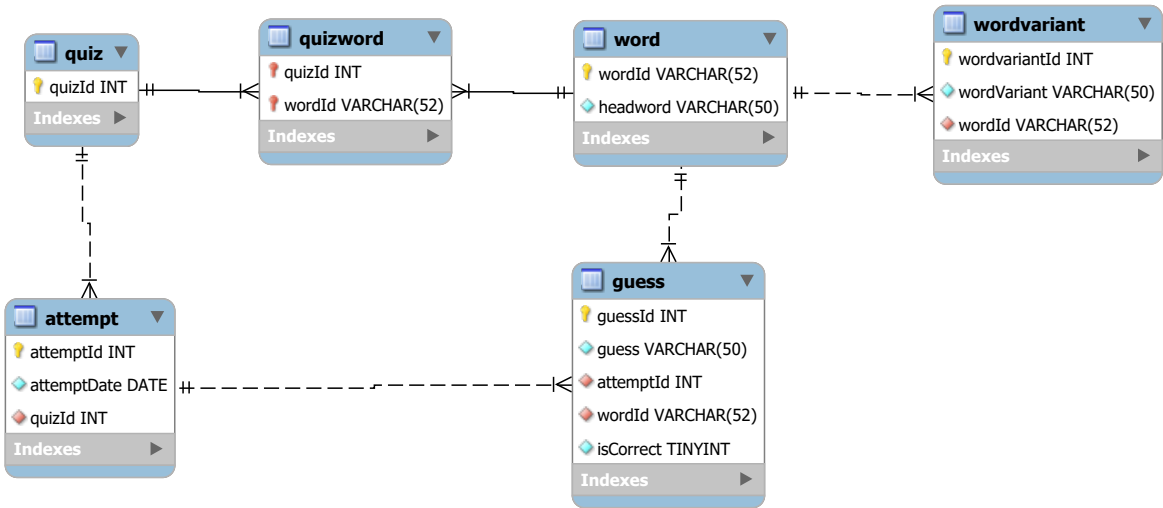 quiz
quizId INT
Indexes
quizword
quizId INT
wordId VARCHAR(52)
Indexes
word
wordId VARCHAR(52)
headword VARCHAR(50)
Indexes
wordvariant
wordvariantId INT
wordVariant VARCHAR(50)
wordId VARCHAR(52)
Indexes
attempt
attemptId INT
attemptDate DATE
quizId INT
Indexes
guess
guessId INT
guess VARCHAR(50)
attemptId INT
wordId VARCHAR(52)
isCorrect TINYINT
Indexes